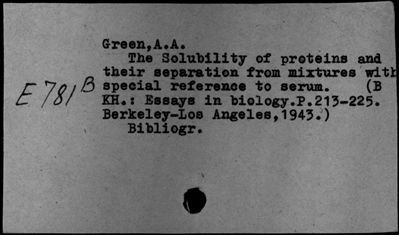 Green,A.A.
The Solubility of proteins and
their separation from mixtures with
special reference to serum. (В
КН.: Essays in biology.P.213-225.
Berkeley-Los Angeles,1943.)
Bibliogr.
E 781 B